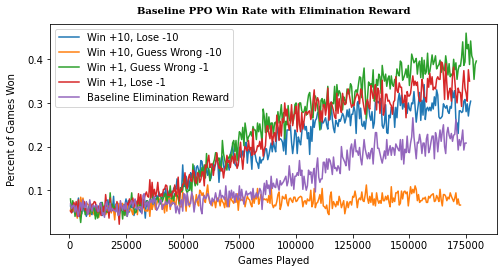 Baseline PPO Win Rate with Elimination Reward
Win +10, Lose -10
Win +10, Guess Wrong -10
Win +1, Guess Wrong -1
Win +1, Lose -1
Baseline Elimination Reward
Percent of Games Won
0.4
0.3
0.2
0.1
0 25000 50000 75000 100000 125000 150000 175000
Games Played